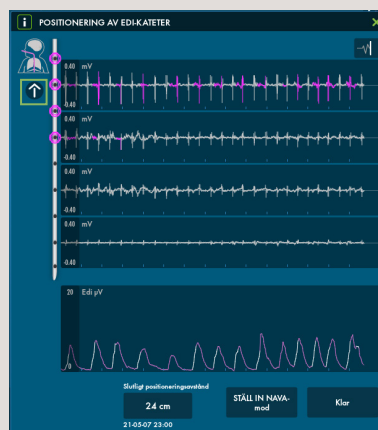 i POSITIONERING AV EDI-KATETER
0.40 mV
-0.40
0.40 mV
-0.40
0.40 mV
-0.40
0.40 mV
-0.40
20 Edi µV
0
Slutligt positioneringsavstånd
24 cm
STÄLL IN NAVA-
mod
Klar
21-05-07 23:00